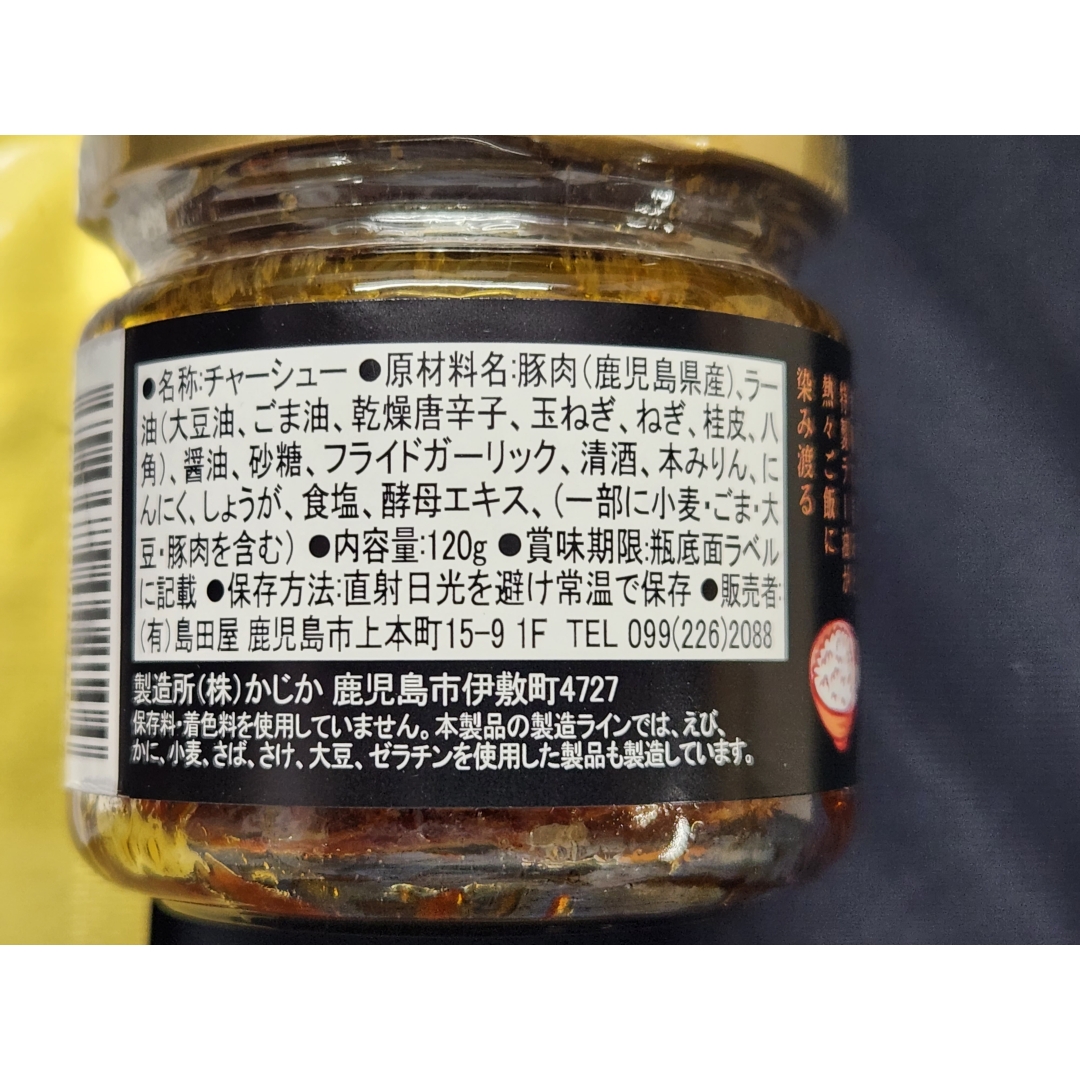 ●名称:チャーシュー ●原材料名:豚肉(鹿児島県産)、ラー
油(大豆油、ごま油、乾燥唐辛子、玉ねぎ、ねぎ、桂皮、八
角)、醤油、砂糖、フライドガーリック、清酒、本みりん、に
んにく、しょうが、食塩、酵母エキス、(一部に小麦・ごま・大
豆・豚肉を含む) ●内容量:120g ●賞味期限:瓶底面ラベル
に記載 ●保存方法:直射日光を避け常温で保存 ●販売者:
(有)島田屋 鹿児島市上本町15-9 1F TEL 099(226)2088
製造所(株)かじか 鹿児島市伊敷町4727
保存料・着色料を使用していません。本製品の製造ラインでは、えび、
かに、小麦、さば、さけ、大豆、ゼラチンを使用した製品も製造しています。
熱々ご飯に
染み渡る